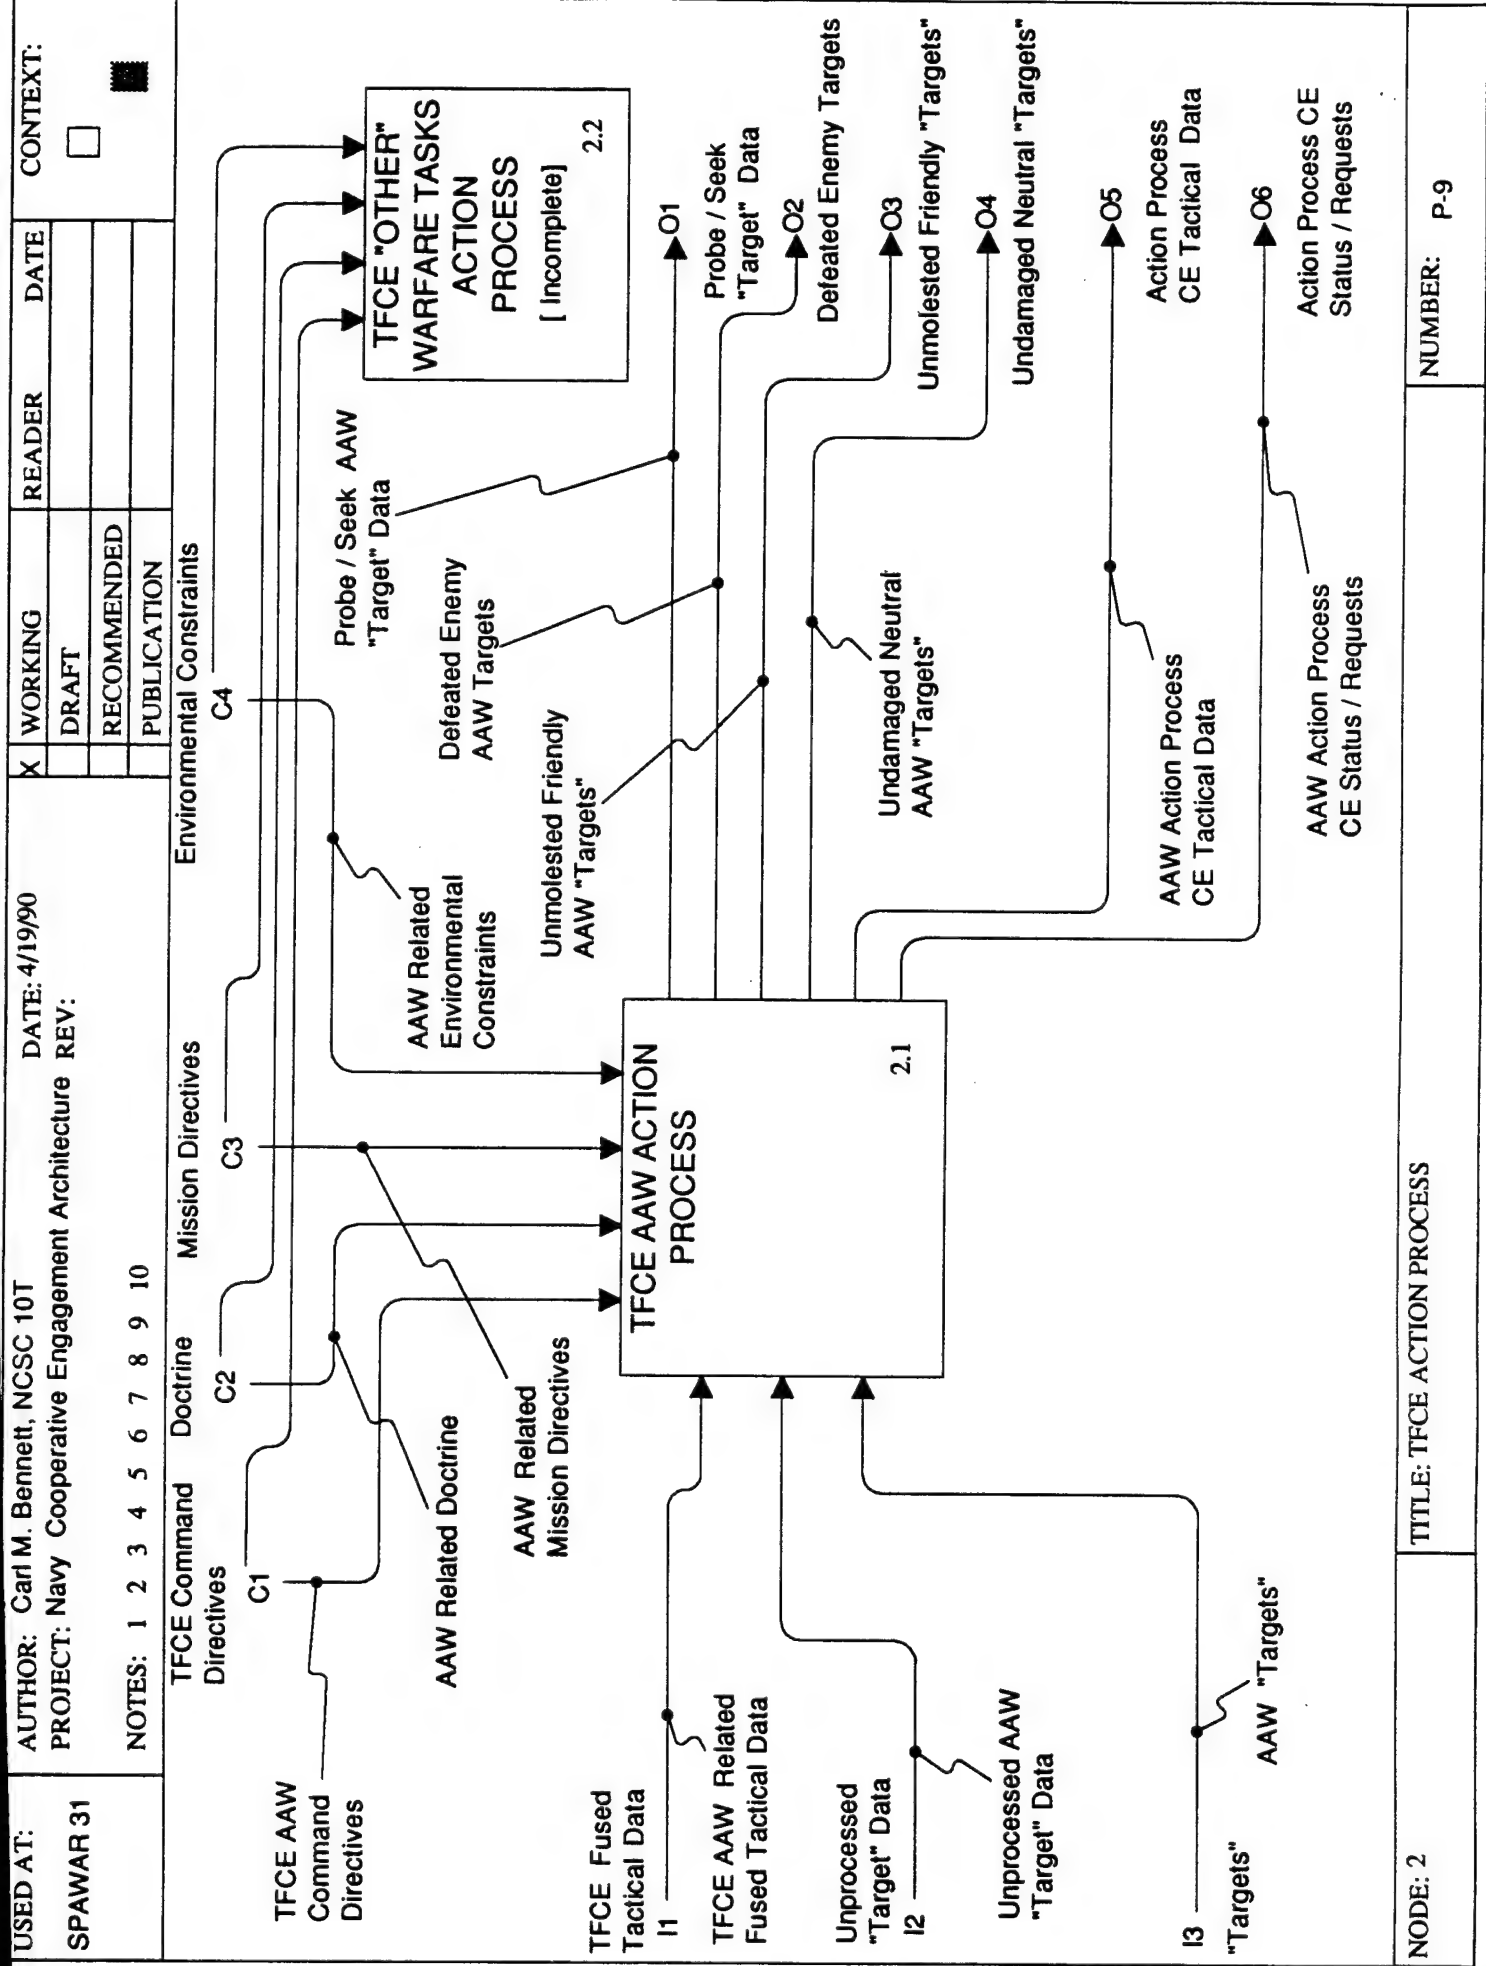 USED AT:
SPAWAR 31
AUTHOR: Carl M. Bennett, NCSC 10T
DATE: 4/19/90
PROJECT: Navy Cooperative Engagement Architecture
REV:
NOTES: 1 2 3 4 5 6 7 8 9 10
X WORKING
DRAFT
RECOMMENDED
PUBLICATION
READER
DATE
CONTEXT:
TFCE Command
Directives
C1
Doctrine
C2
Mission Directives
C3
Environmental Constraints
C4
TFCE AAW
Command
Directives
AAW Related Doctrine
AAW Related
Mission Directives
AAW Related
Environmental
Constraints
TFCE "OTHER"
WARFARE TASKS
ACTION
PROCESS
[ Incomplete]
2.2
TFCE AAW ACTION
PROCESS
2.1
TFCE Fused
Tactical Data
I1
TFCE AAW Related
Fused Tactical Data
Unprocessed
"Target" Data
I2
Unprocessed AAW
"Target" Data
I3
"Targets"
AAW "Targets"
Probe / Seek AAW
"Target" Data
O1
Probe / Seek
"Target" Data
Defeated Enemy
AAW Targets
O2
Defeated Enemy Targets
Unmolested Friendly
AAW "Targets"
O3
Unmolested Friendly "Targets"
Undamaged Neutral
AAW "Targets"
O4
Undamaged Neutral "Targets"
AAW Action Process
CE Tactical Data
O5
Action Process
CE Tactical Data
AAW Action Process
CE Status / Requests
O6
Action Process CE
Status / Requests
NODE: 2
TITLE: TFCE ACTION PROCESS
NUMBER: P-9